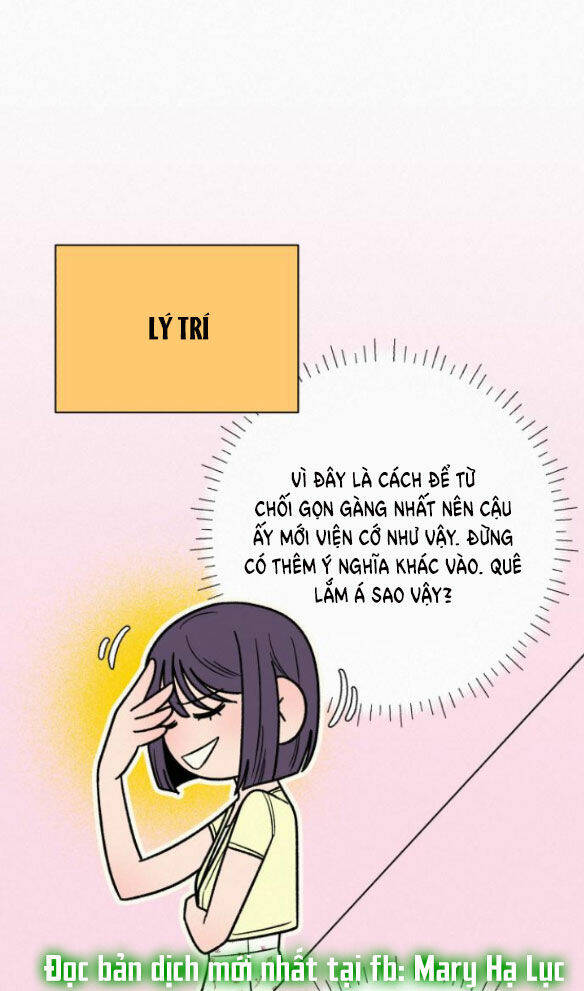 LÝ TRÍ
VÌ ĐÂY LÀ CÁCH ĐỂ TỪ
CHỐI GỌN GÀNG NHẤT NÊN CẬU
ẤY MỚI VIỆN CỚ NHƯ VẬY. ĐỪNG
CÓ THÊM Ý NGHĨA KHÁC VÀO. QUÊ
LẮM Á SAO VẬY?
Đọc bản dịch mới nhất tại fb: Mary Hạ Lục